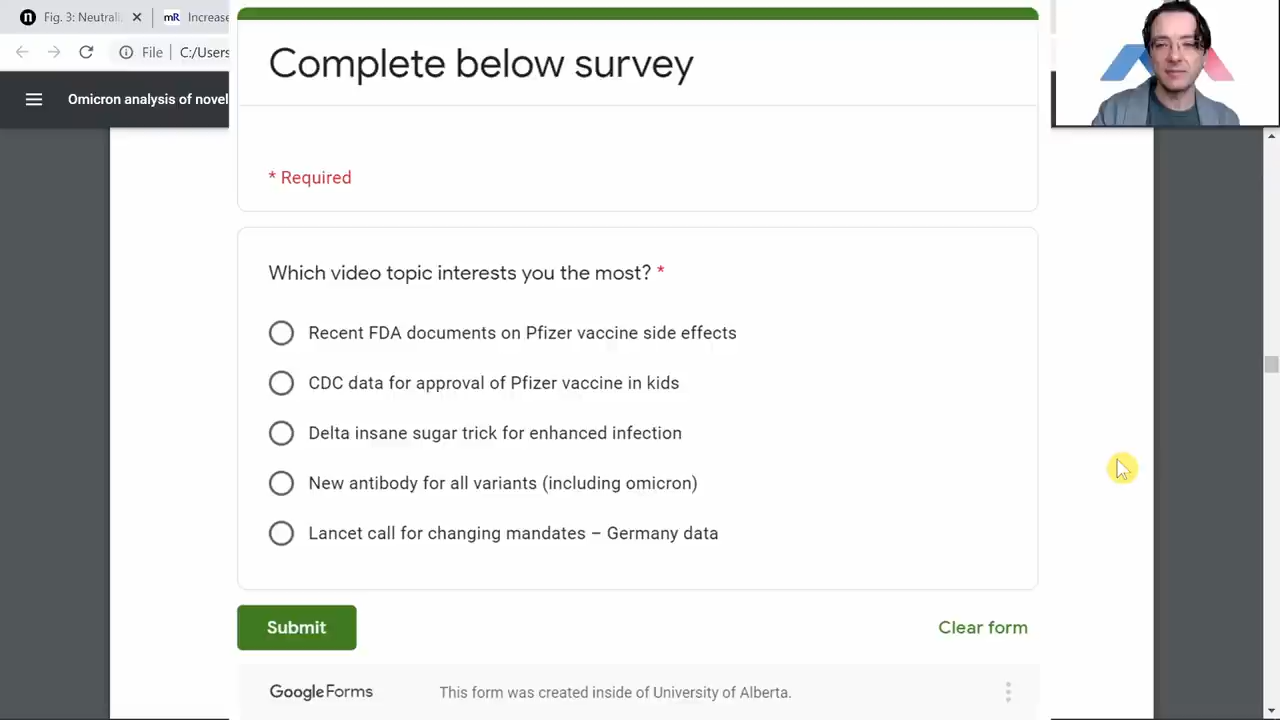 n Fig. 3: Neutrali
mR Increase
File C:/Users
Omicron analysis of novel
Complete below survey
* Required
Which video topic interests you the most? *
Recent FDA documents on Pfizer vaccine side effects
CDC data for approval of Pfizer vaccine in kids
Delta insane sugar trick for enhanced infection
New antibody for all variants (including omicron)
Lancet call for changing mandates – Germany data
Submit
Clear form
Google Forms
This form was created inside of University of Alberta.